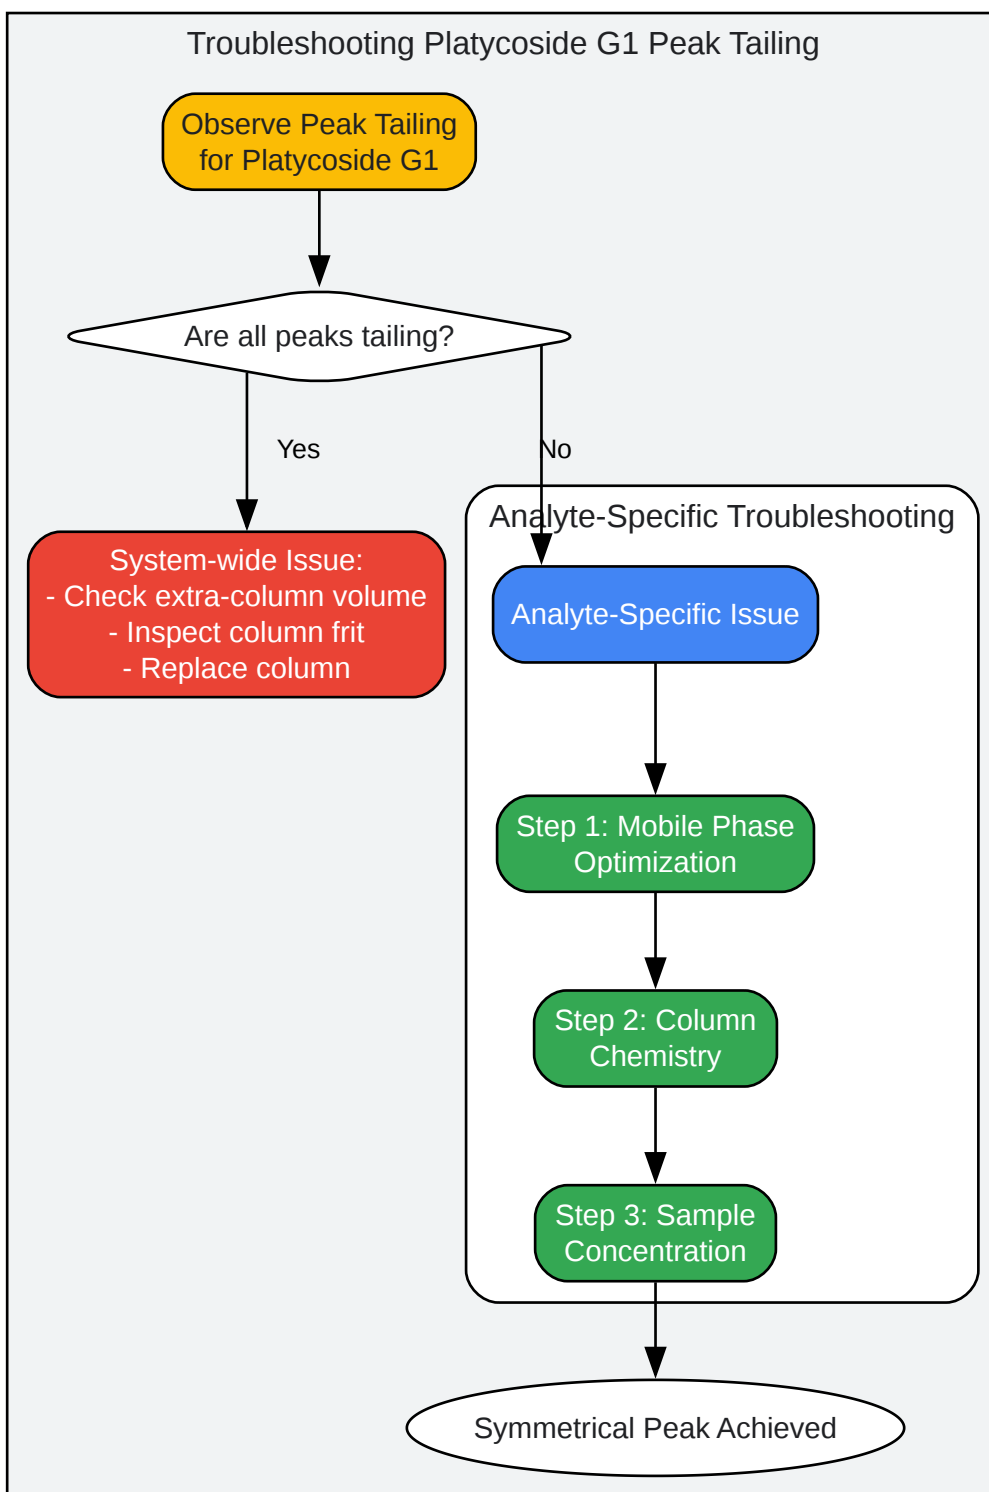 Troubleshooting Platycoside G1 Peak Tailing
Observe Peak Tailing
for Platycoside G1
Are all peaks tailing?
Yes
No
System-wide Issue:
- Check extra-column volume
- Inspect column frit
- Replace column
Analyte-Specific Troubleshooting
Analyte-Specific Issue
Step 1: Mobile Phase
Optimization
Step 2: Column
Chemistry
Step 3: Sample
Concentration
Symmetrical Peak Achieved